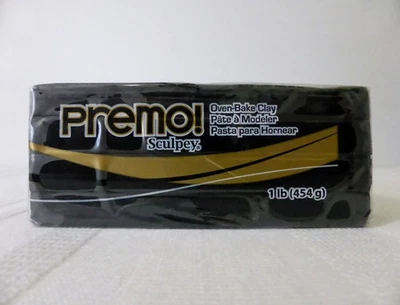 Premo!
Sculpey
Oven-Bake Clay
Pâte à Modeler
Pasta para Hornear
1 lb (454 g)